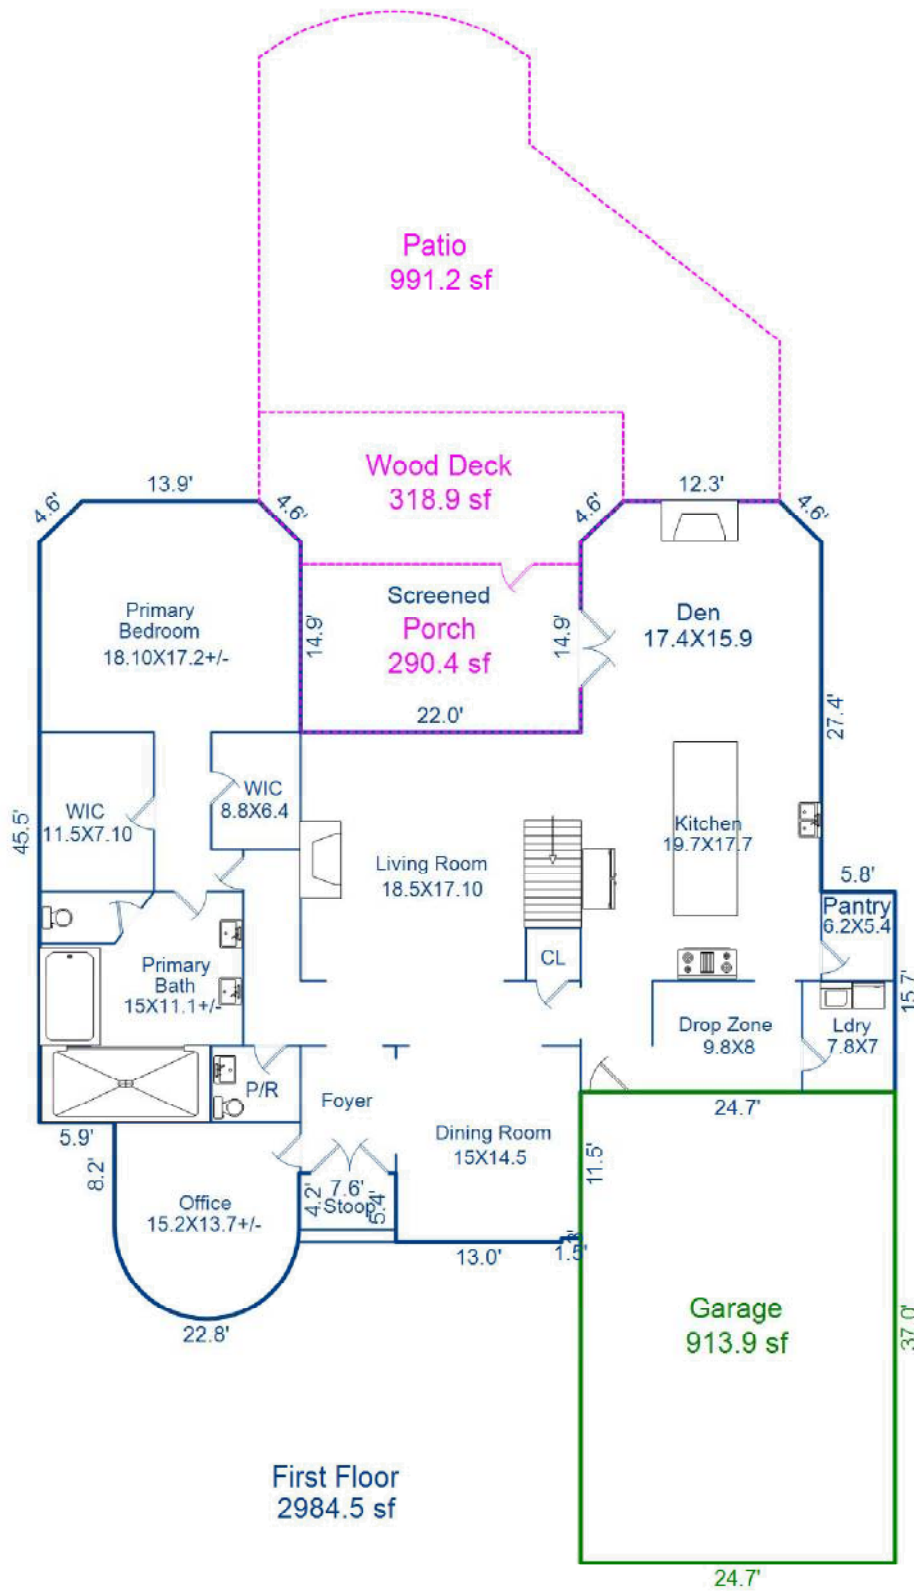 Patio
991.2 sf
Wood Deck
318.9 sf
13.9'
12.3'
4.6'
4.6'
4.6'
4.6'
Primary
Bedroom
18.10X17.2+/-
Screened
Porch
290.4 sf
14.9'
14.9'
22.0'
Den
17.4X15.9
27.4'
WIC
11.5X7.10
WIC
8.8X6.4
45.5'
Living Room
18.5X17.10
Kitchen
19.7X17.7
5.8'
Pantry
6.2X5.4
CL
Primary
Bath
15X11.1+/-
15.7'
Drop Zone
9.8X8
Ldry
7.8X7
P/R
Foyer
24.7'
5.9'
8.2'
Dining Room
15X14.5
11.5'
Office
15.2X13.7+/-
4.2'
7.6'
Stoop
5.4'
13.0'
1.5'
22.8'
Garage
913.9 sf
37.0'
First Floor
2984.5 sf
24.7'